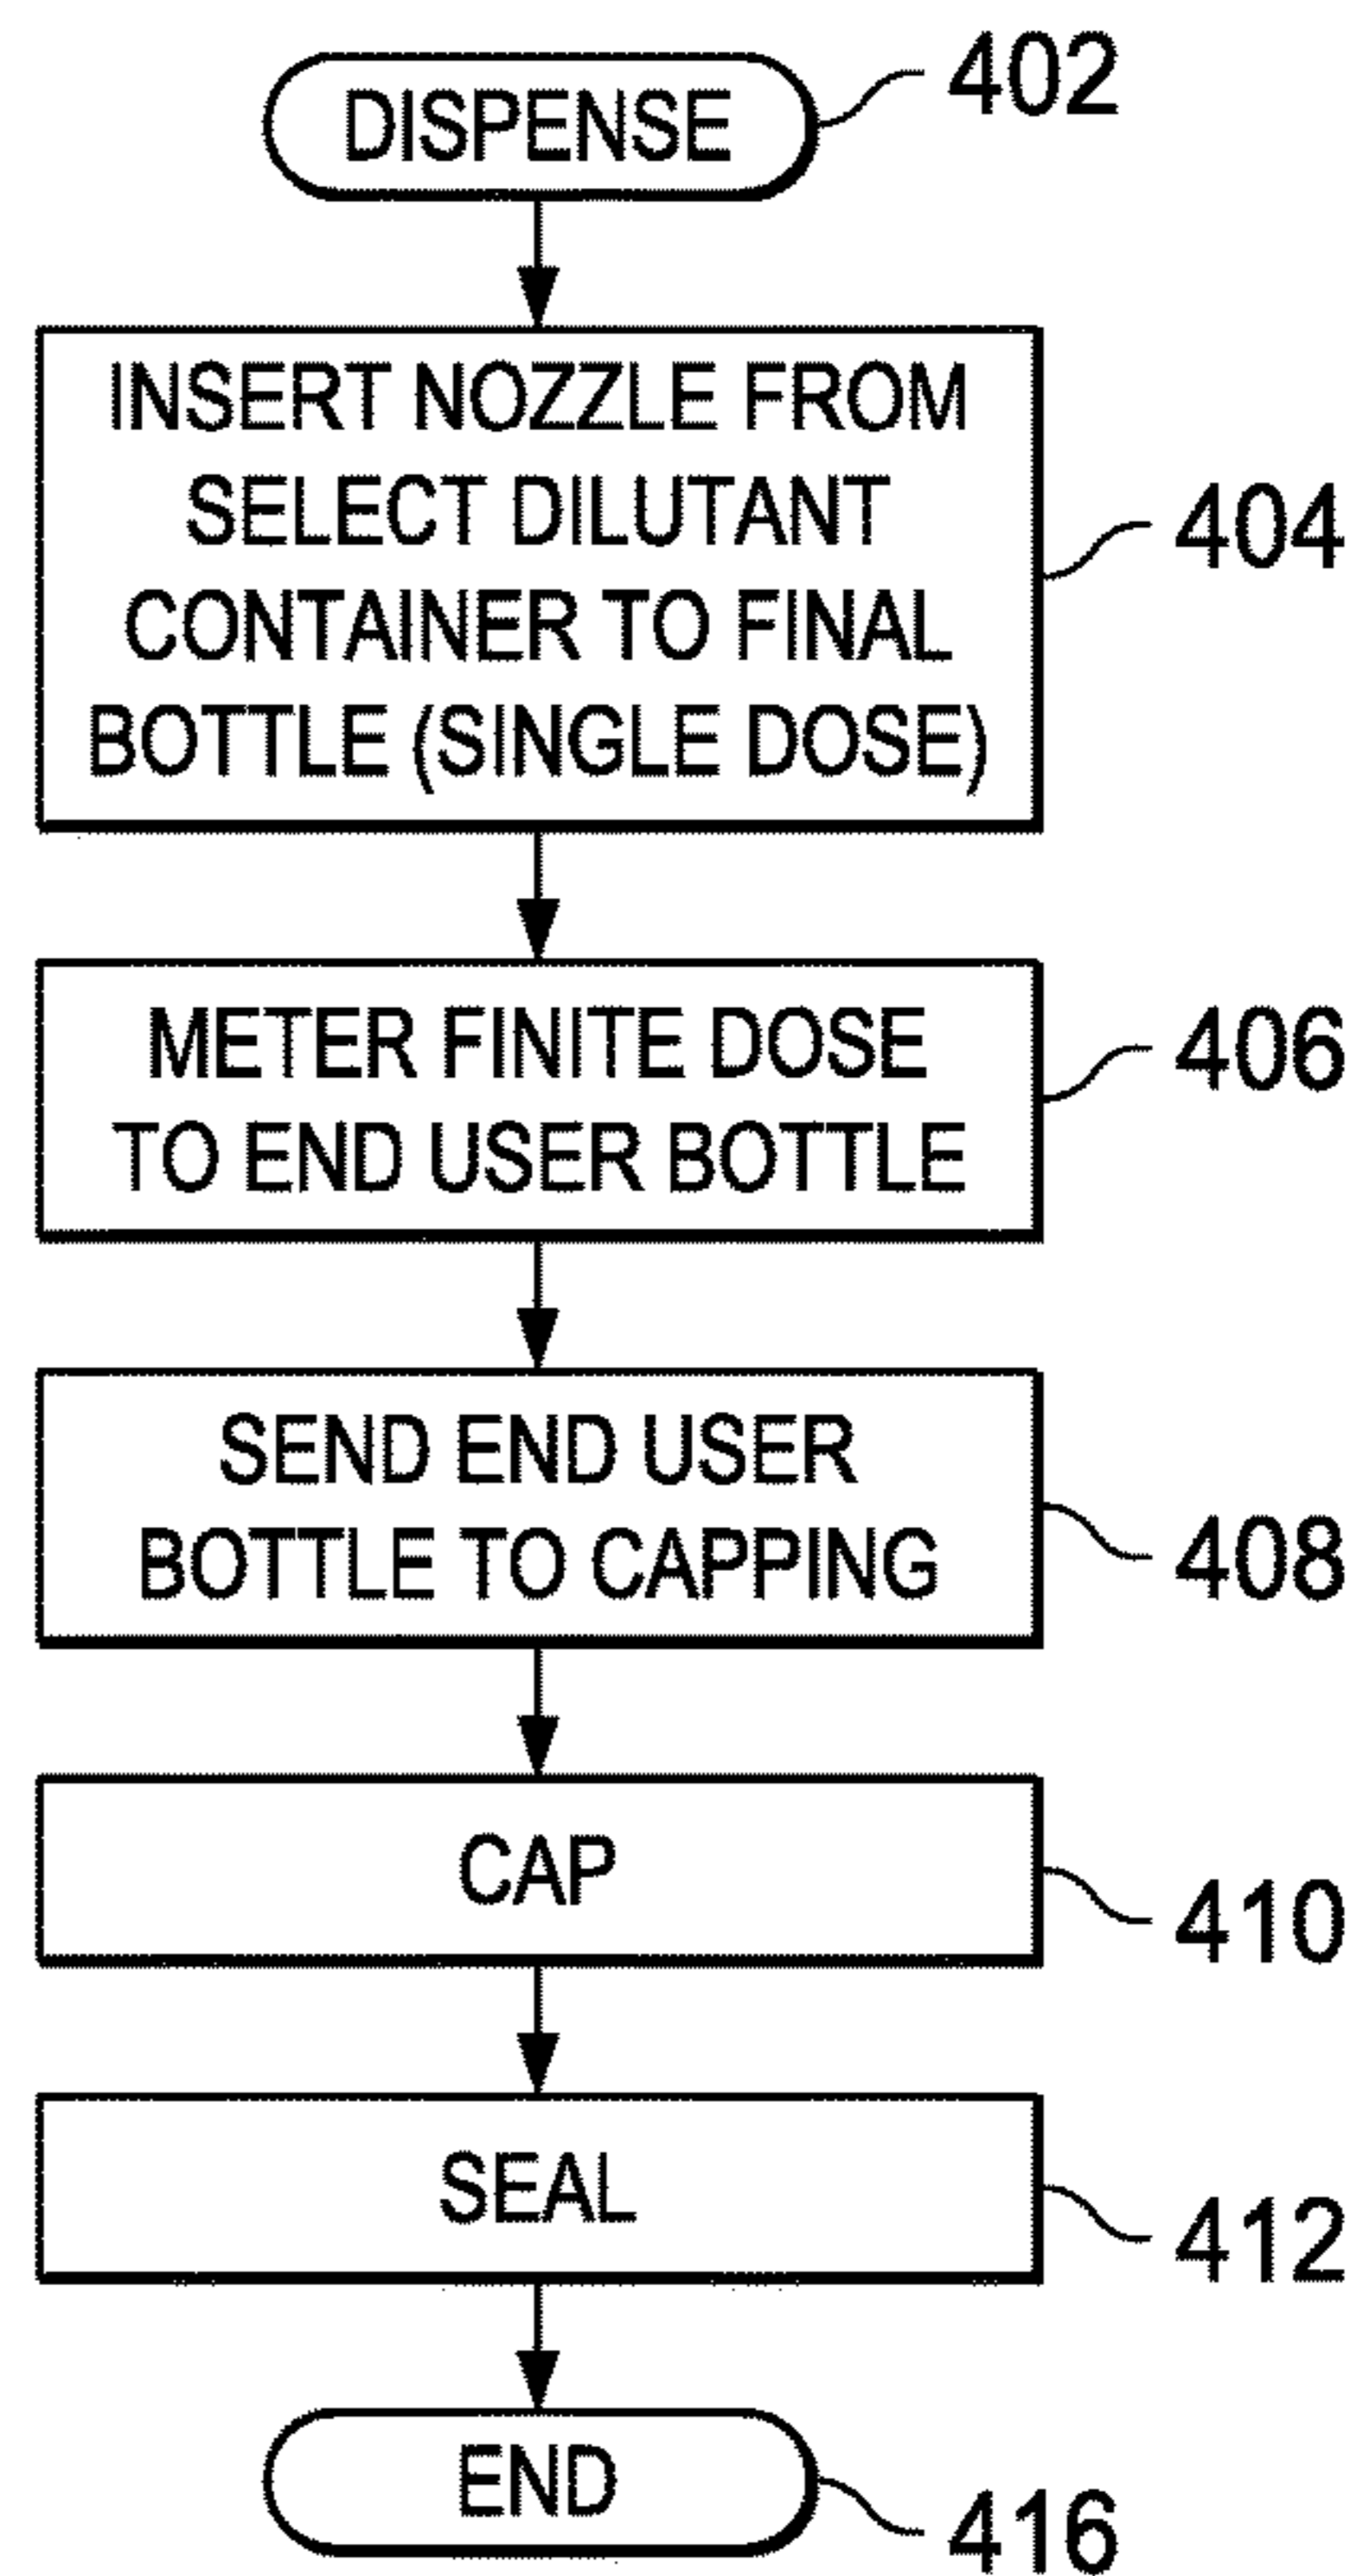 DISPENSE
402
INSERT NOZZLE FROM
SELECT DILUTANT
CONTAINER TO FINAL
BOTTLE (SINGLE DOSE)
404
METER FINITE DOSE
TO END USER BOTTLE
406
SEND END USER
BOTTLE TO CAPPING
408
CAP
410
SEAL
412
END
416